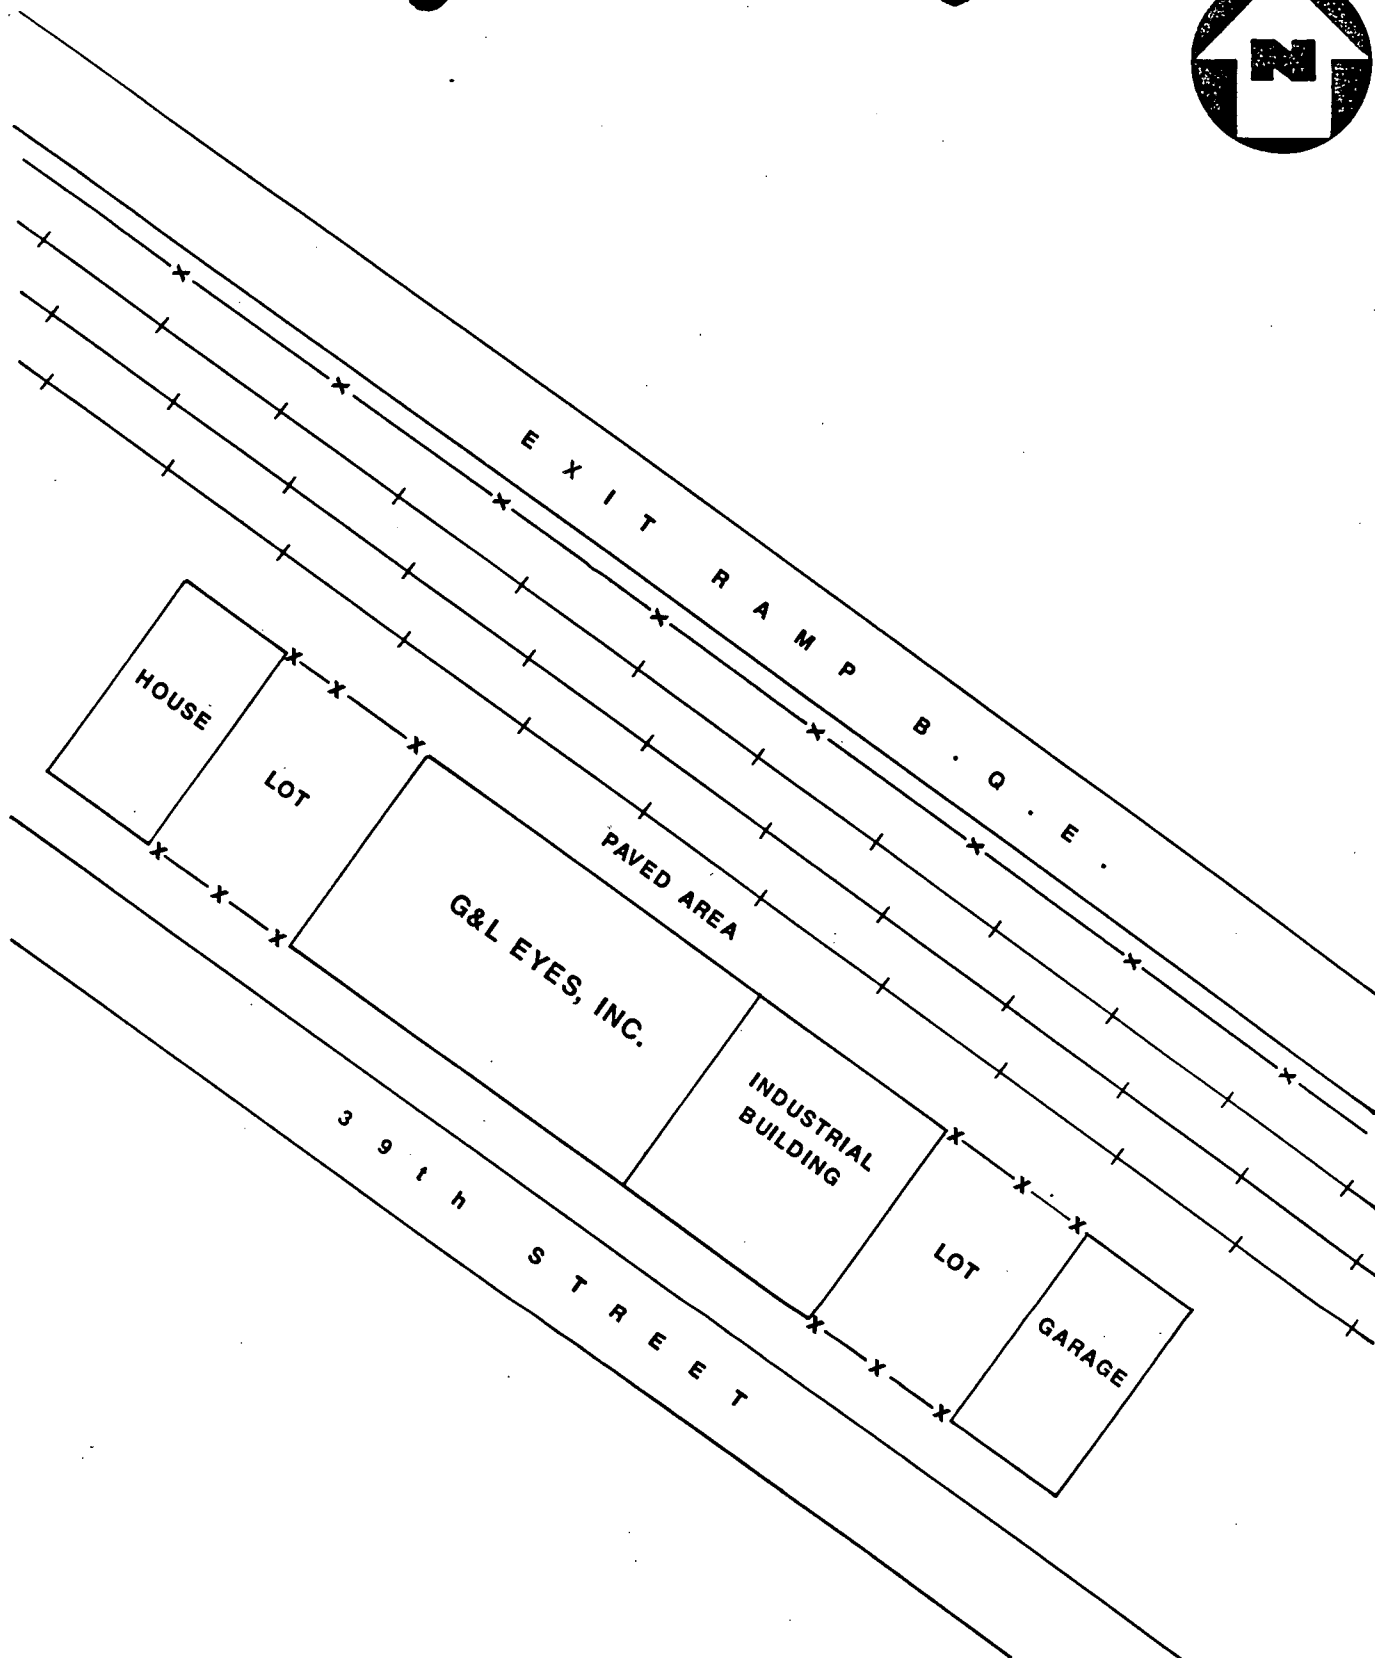 N
EXIT RAMP B.Q.E.
HOUSE
LOT
PAVED AREA
G&L EYES, INC.
INDUSTRIAL
BUILDING
LOT
GARAGE
39th STREET